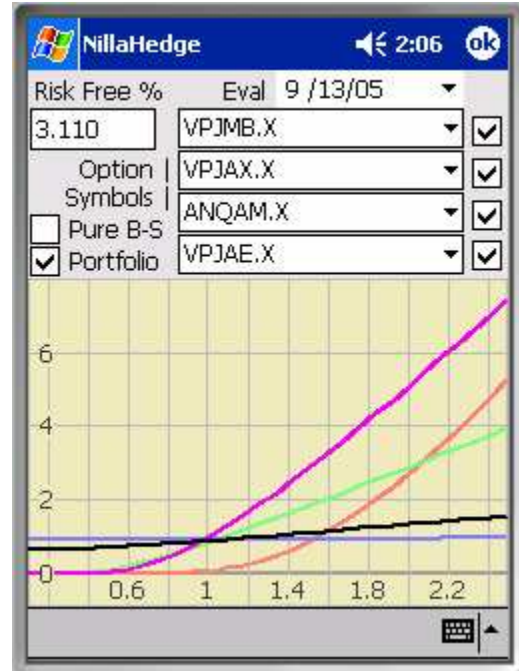 NillaHedge 2:06 ok
Risk Free % Eval 9 /13/05
3.110 VPJMB.X
Option | VPJAX.X
Symbols | ANQAM.X
Pure B-S
Portfolio VPJAE.X
6
4
2
0
0.6 1 1.4 1.8 2.2